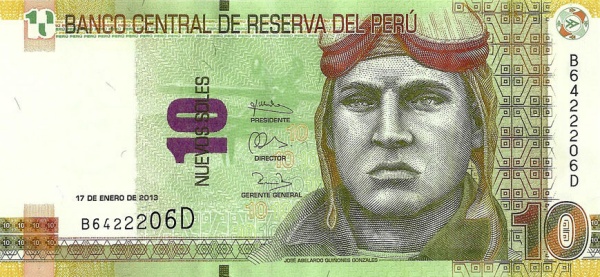 BANCO CENTRAL DE RESERVA DEL PERÚ
10
NUEVOS SOLES
PRESIDENTE
DIRECTOR
GERENTE GENERAL
17 DE ENERO DE 2013
B6422206D
B6422206D
10
JOSÉ ABELARDO QUIÑONES GONZALES